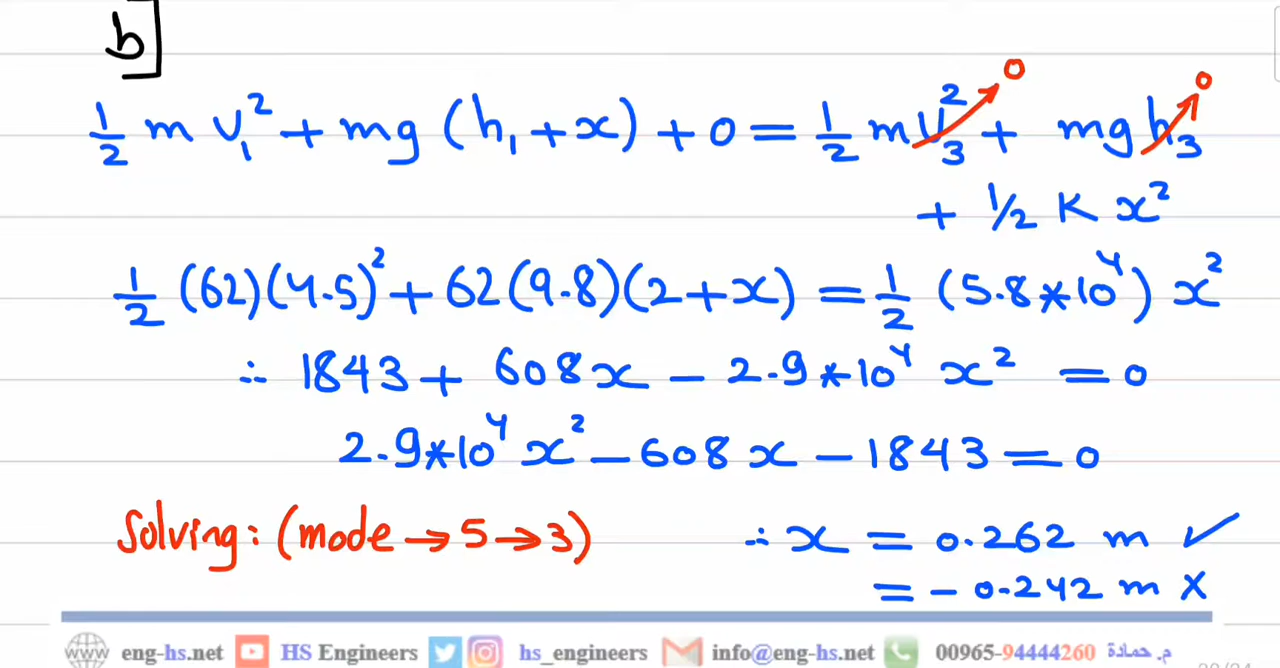 b]
½ m v₁² + mg (h₁ + x) + 0 = ½ m v₃² → 0 + mg h₃ → 0
+ ½ K x²
½ (62)(4.5)² + 62(9.8)(2+x) = ½ (5.8*10⁴) x²
∴ 1843 + 608x − 2.9*10⁴ x² = 0
2.9*10⁴ x² − 608x − 1843 = 0
Solving: (mode → 5 → 3) ∴ x = 0.262 m ✓
= − 0.242 m X
www eng-hs.net HS Engineers hs_engineers info@eng-hs.net 00965-94444260 م. حمادة